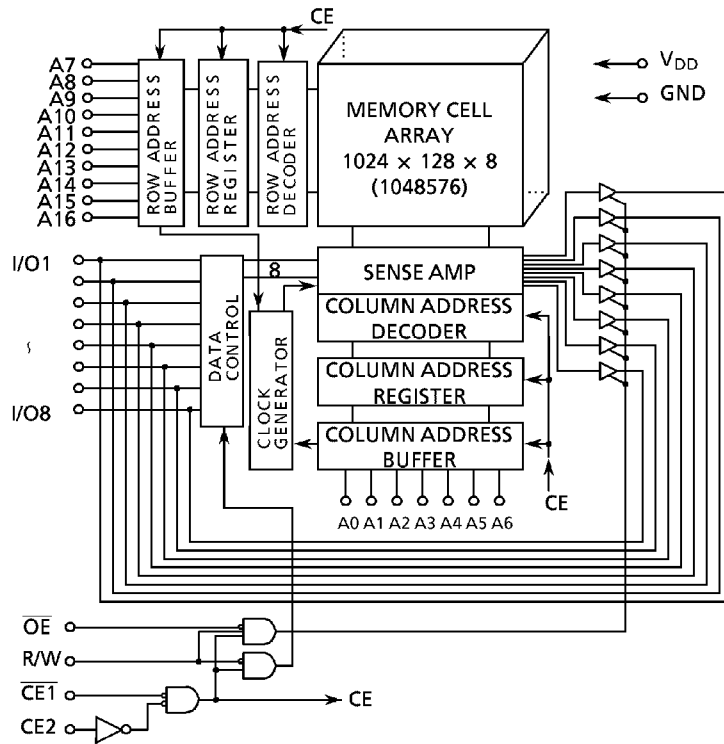 CE
A7
A8
A9
A10
A11
A12
A13
A14
A15
A16
ROW ADDRESS
BUFFER
ROW ADDRESS
REGISTER
ROW ADDRESS
DECODER
MEMORY CELL
ARRAY
1024 × 128 × 8
(1048576)
VDD
GND
I/O1
~
I/O8
DATA
CONTROL
8
CLOCK
GENERATOR
SENSE AMP
COLUMN ADDRESS
DECODER
COLUMN ADDRESS
REGISTER
COLUMN ADDRESS
BUFFER
A0 A1 A2 A3 A4 A5 A6
CE
OE
R/W
CE1
CE2
CE